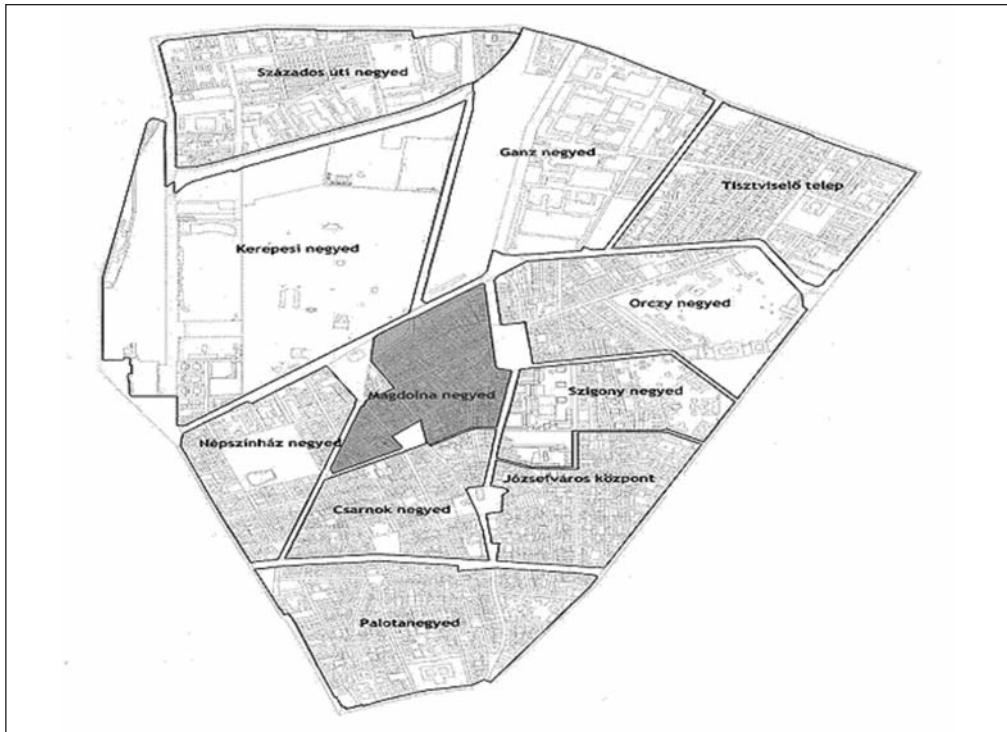 Százados úti negyed
Ganz negyed
Tisztviselő telep
Kerepesi negyed
Orczy negyed
Magdolna negyed
Szigony negyed
Népszínház negyed
Józsefváros központ
Csarnok negyed
Palotanegyed